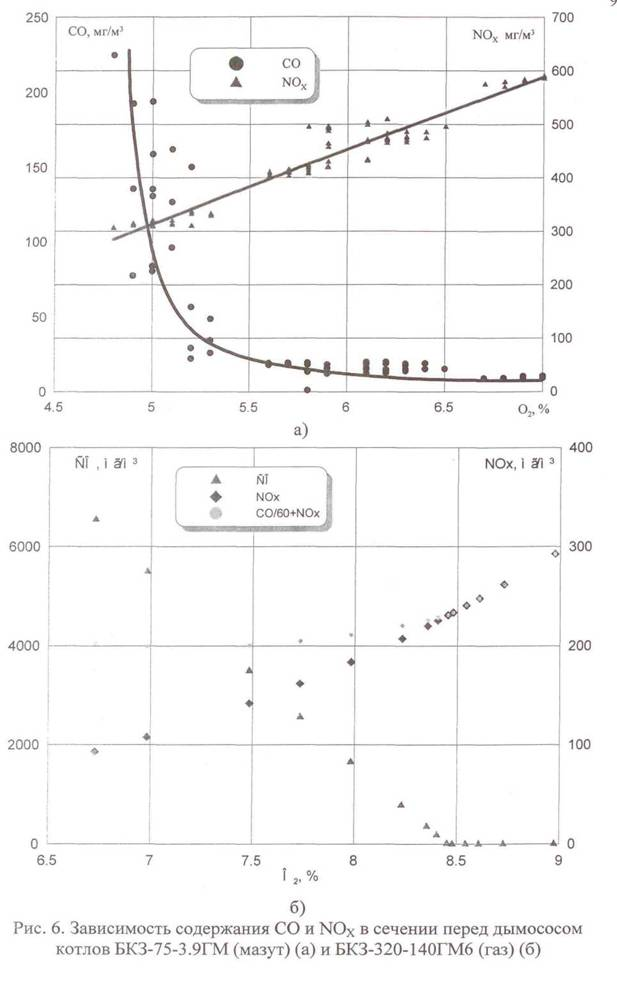 9
CO, мг/м³
NOX мг/м³
CO
NOX
250
200
150
100
50
0
700
600
500
400
300
200
100
0
4.5
5
5.5
6
6.5
O2, %
а)
ÑÎ , ì ã/ì ³
NOx, ì ã/ì ³
ÑÎ
NOx
CO/60+NOx
8000
6000
4000
2000
0
400
300
200
100
0
6.5
7
7.5
8
8.5
9
Î 2, %
б)
Рис. 6. Зависимость содержания СО и NOX в сечении перед дымососом
котлов БКЗ-75-3.9ГМ (мазут) (а) и БКЗ-320-140ГМ6 (газ) (б)